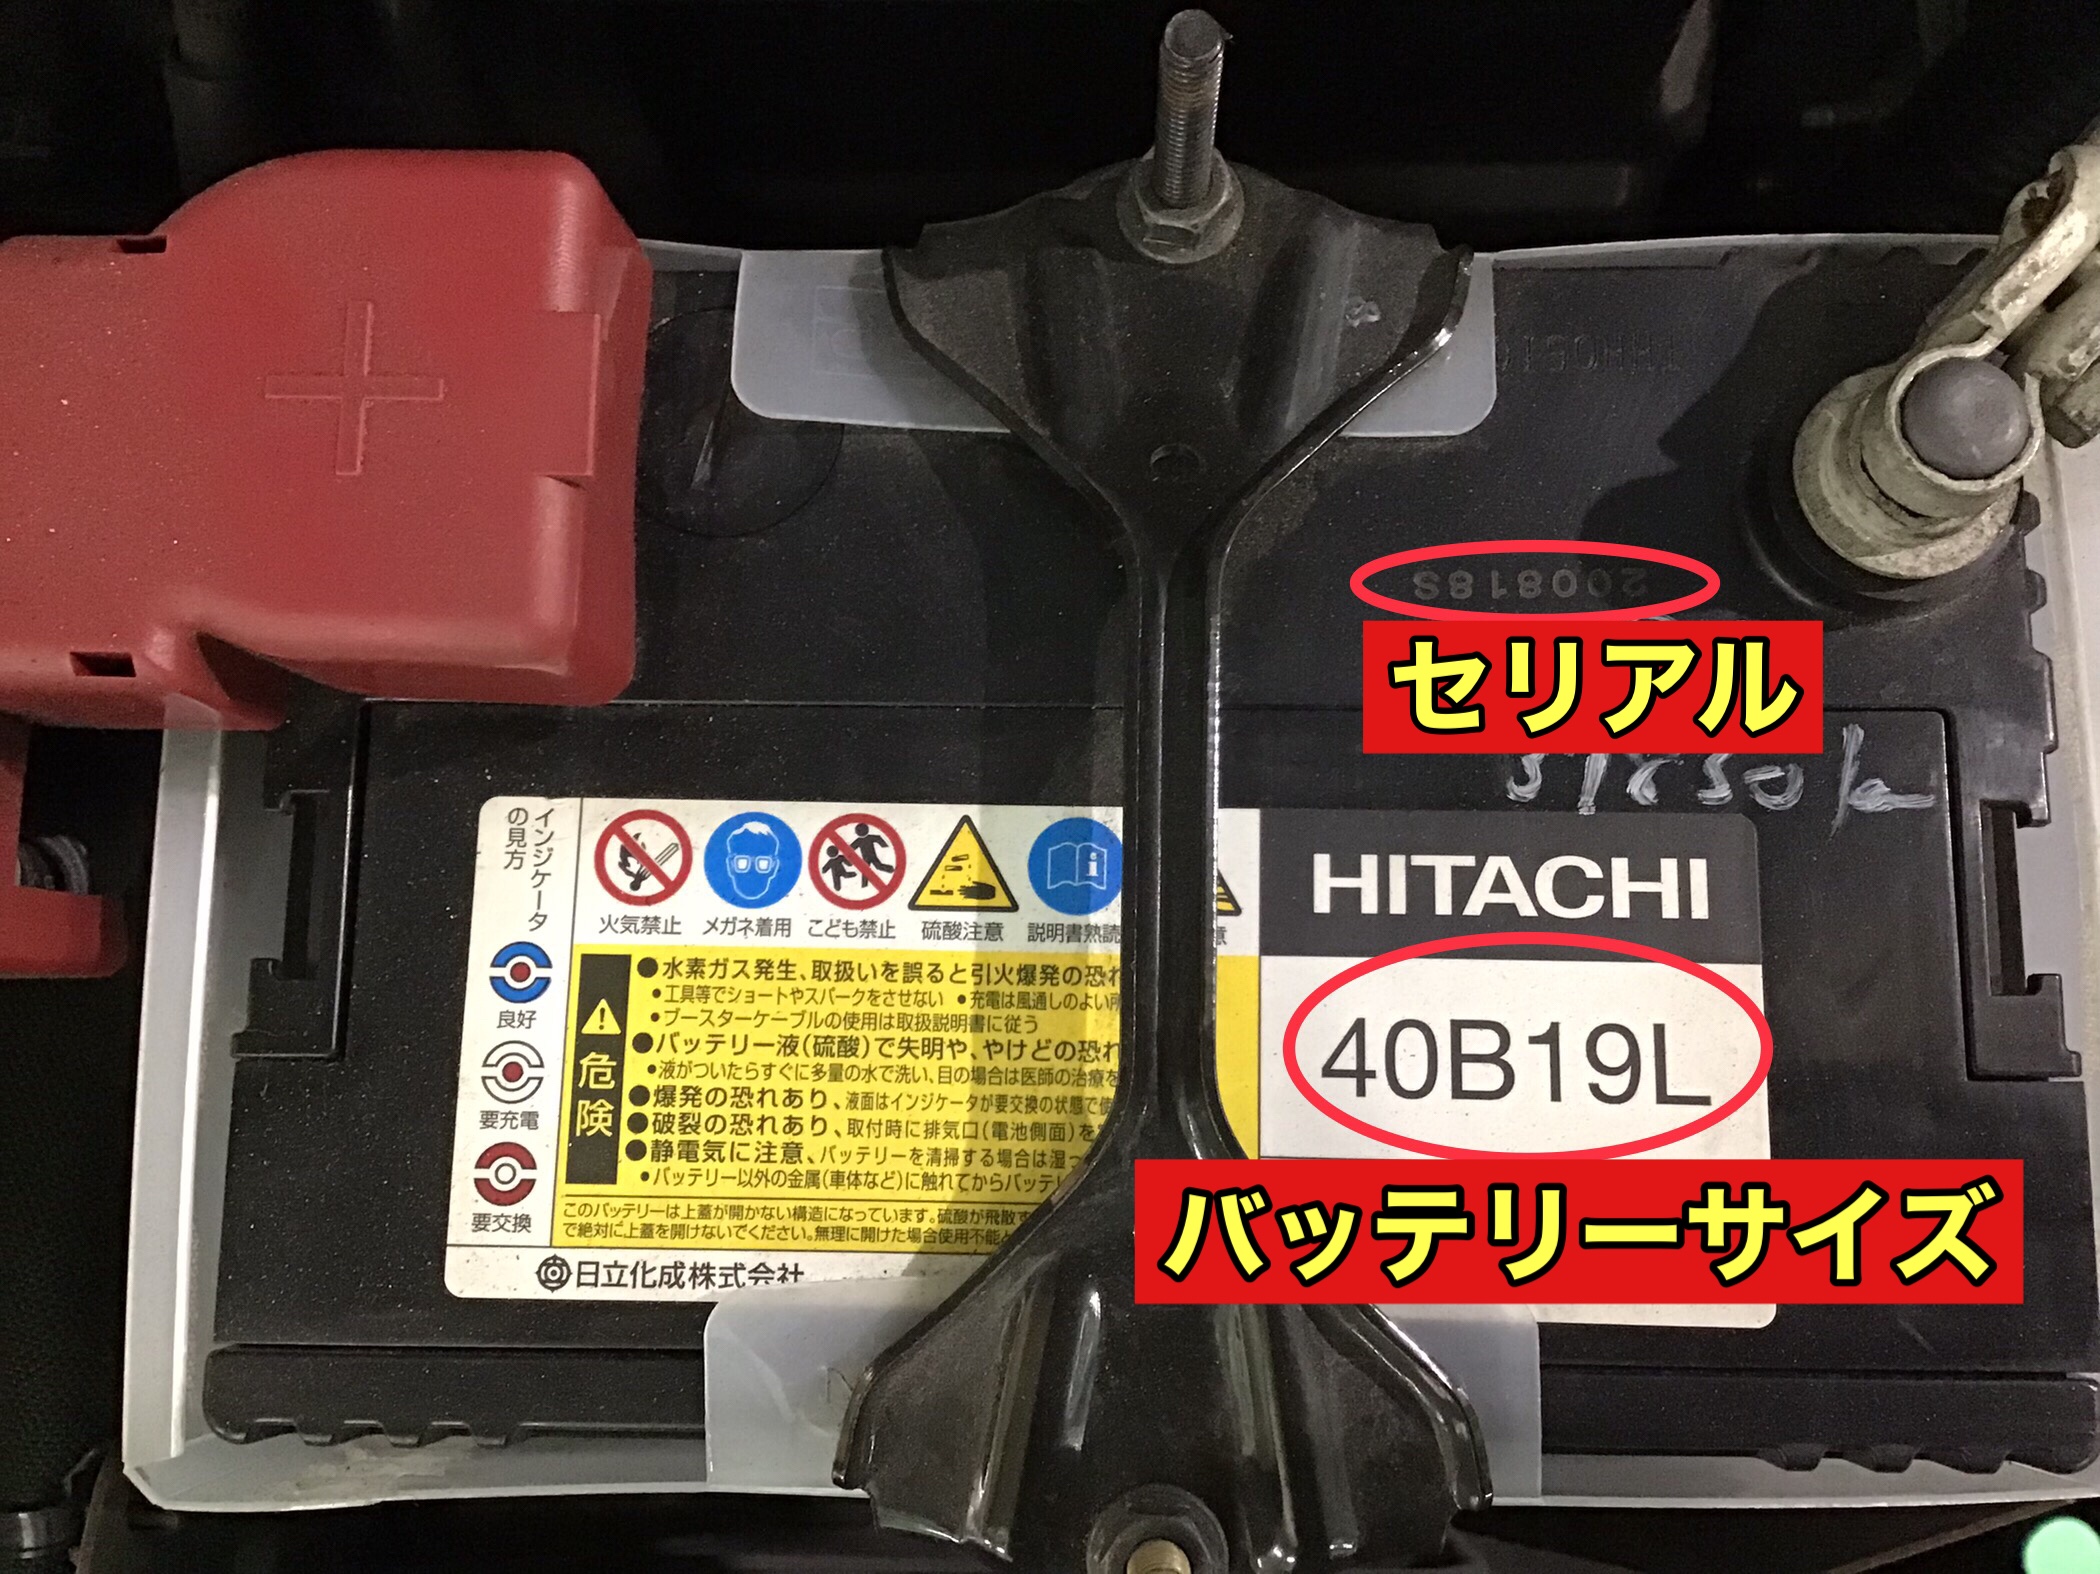 200818S
セリアル
インジケータ
の見方
火気禁止
メガネ着用
こども禁止
硫酸注意
説明書熟読
意
HITACHI
40B19L
バッテリーサイズ
良好
要充電
要交換
危険
●水素ガス発生、取扱いを誤ると引火爆発の恐れ
•工具等でショートやスパークをさせない •充電は風通しのよい所
•ブースターケーブルの使用は取扱説明書に従う
●バッテリー液(硫酸)で失明や、やけどの恐れ
•液がついたらすぐに多量の水で洗い、目の場合は医師の治療を
●爆発の恐れあり、液面はインジケータが要交換の状態で使
●破裂の恐れあり、取付時に排気口(電池側面)を
●静電気に注意、バッテリーを清掃する場合は湿っ
•バッテリー以外の金属(車体など)に触れてからバッテリ
このバッテリーは上蓋が開かない構造になっています。硫酸が飛散す
で絶対に上蓋を開けないでください。無理に開けた場合使用不能と
日立化成株式会社